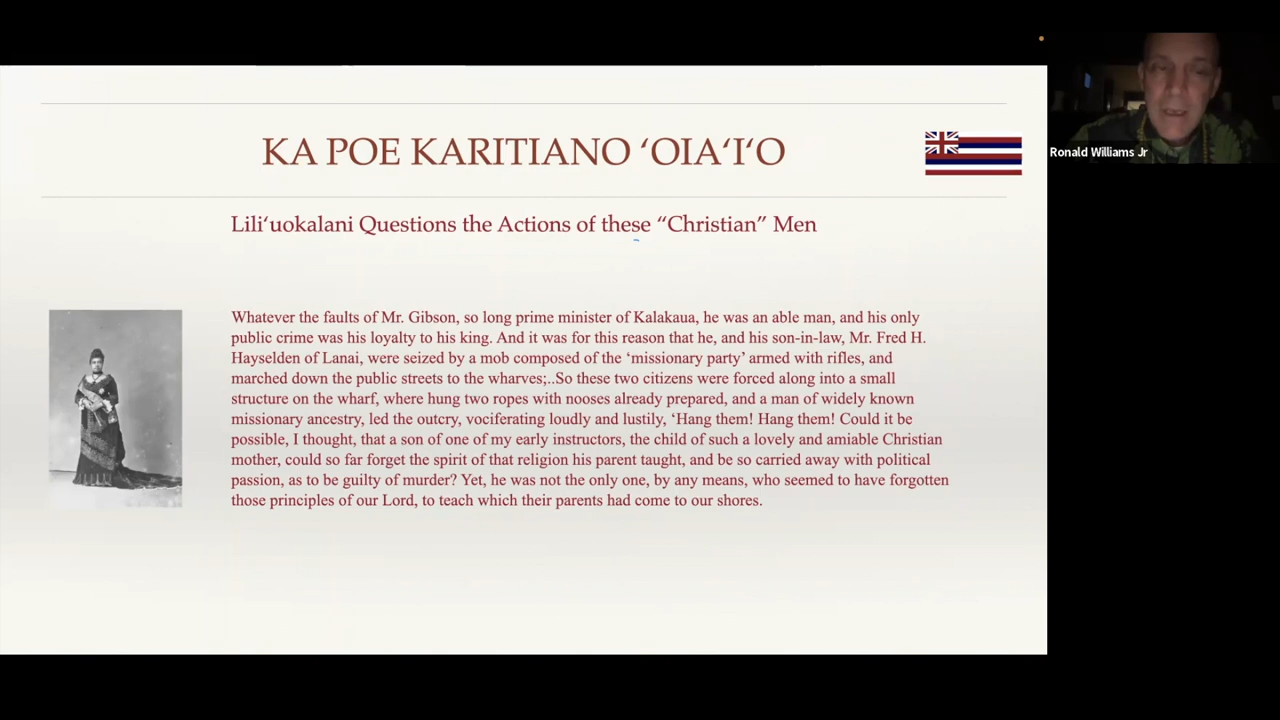 KA POE KARITIANO ʻOIAʻIʻO
Liliʻuokalani Questions the Actions of these “Christian” Men
Whatever the faults of Mr. Gibson, so long prime minister of Kalakaua, he was an able man, and his only
public crime was his loyalty to his king. And it was for this reason that he, and his son-in-law, Mr. Fred H.
Hayselden of Lanai, were seized by a mob composed of the ‘missionary party’ armed with rifles, and
marched down the public streets to the wharves;..So these two citizens were forced along into a small
structure on the wharf, where hung two ropes with nooses already prepared, and a man of widely known
missionary ancestry, led the outcry, vociferating loudly and lustily, ‘Hang them! Hang them! Could it be
possible, I thought, that a son of one of my early instructors, the child of such a lovely and amiable Christian
mother, could so far forget the spirit of that religion his parent taught, and be so carried away with political
passion, as to be guilty of murder? Yet, he was not the only one, by any means, who seemed to have forgotten
those principles of our Lord, to teach which their parents had come to our shores.
Ronald Williams Jr